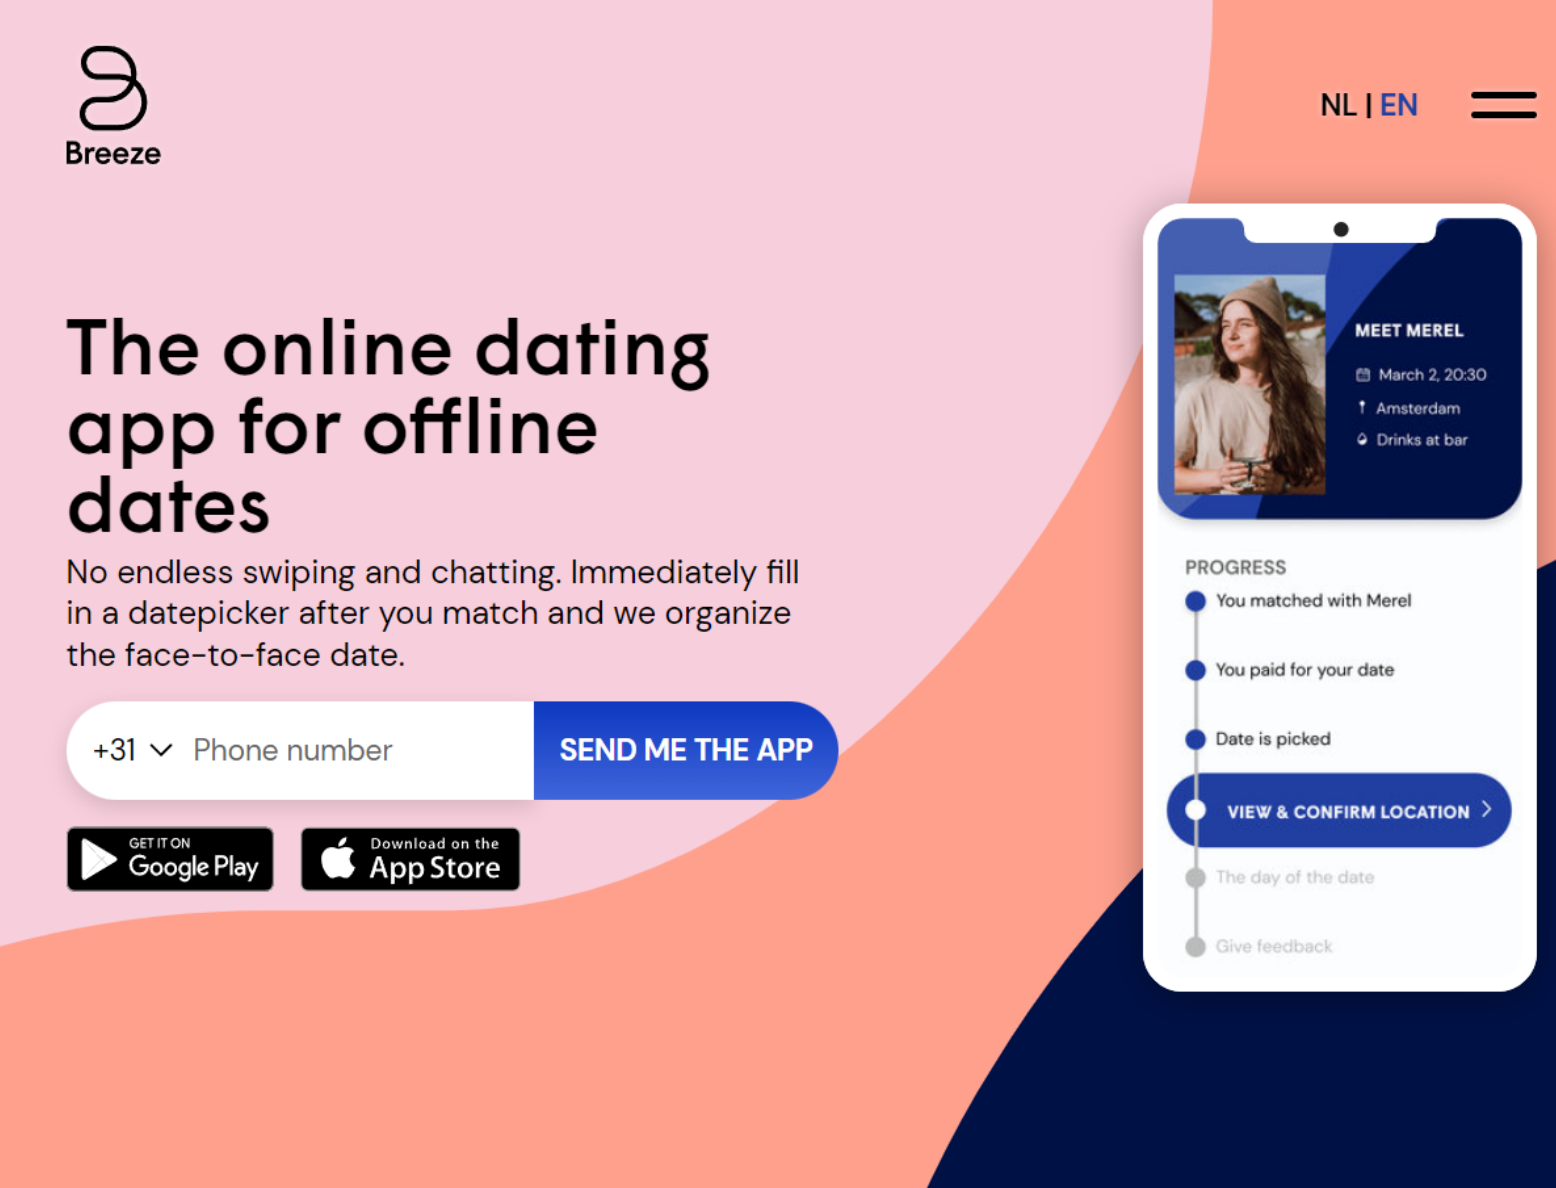 Breeze
NL | EN
The online dating
app for offline
dates
No endless swiping and chatting. Immediately fill
in a datepicker after you match and we organize
the face-to-face date.
+31 Phone number
SEND ME THE APP
GET IT ON
Google Play
Download on the
App Store
MEET MEREL
March 2, 20:30
Amsterdam
Drinks at bar
PROGRESS
You matched with Merel
You paid for your date
Date is picked
VIEW & CONFIRM LOCATION
The day of the date
Give feedback